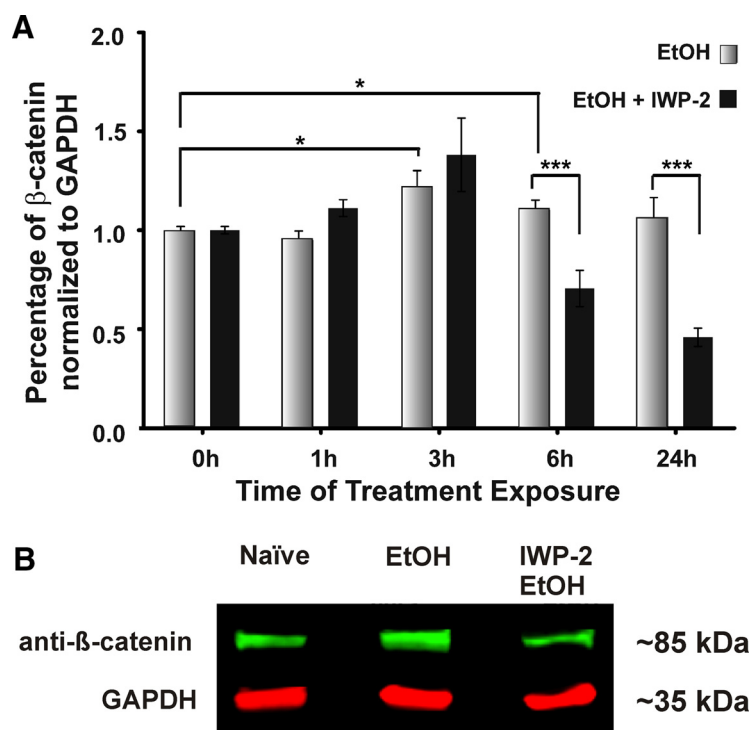 A
2.0
1.5
1.0
0.5
0.0
Percentage of β-catenin
normalized to GAPDH
EtOH
EtOH + IWP-2
*
*
***
***
0h 1h 3h 6h 24h
Time of Treatment Exposure
B
Naïve EtOH IWP-2
EtOH
anti-ß-catenin ~85 kDa
GAPDH ~35 kDa